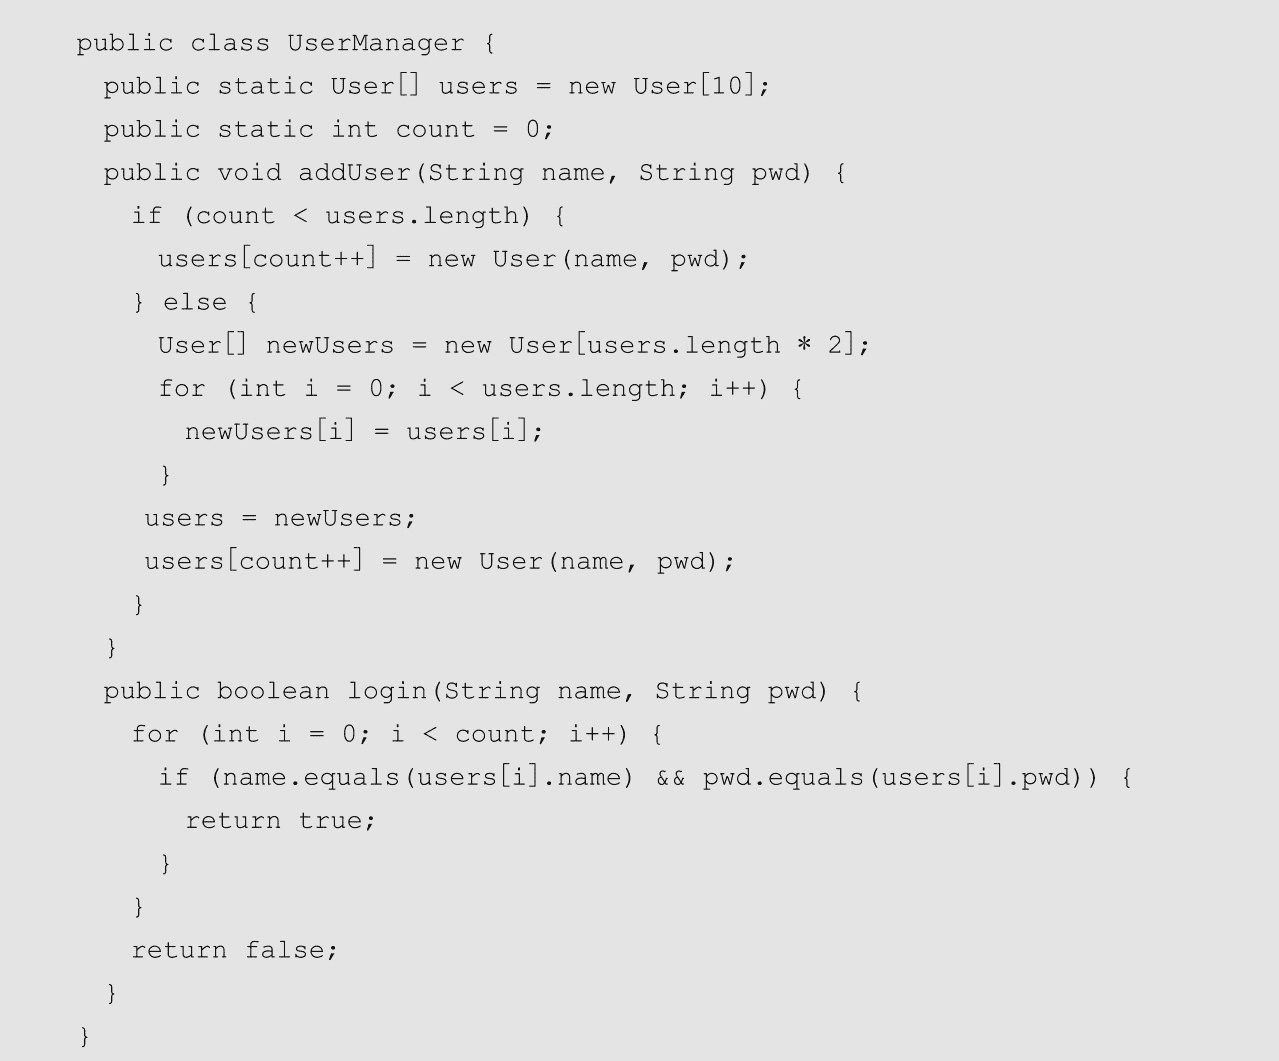 public class UserManager {
public static User[] users = new User[10];
public static int count = 0;
public void addUser(String name, String pwd) {
if (count < users.length) {
users[count++] = new User(name, pwd);
} else {
User[] newUsers = new User[users.length * 2];
for (int i = 0; i < users.length; i++) {
newUsers[i] = users[i];
}
users = newUsers;
users[count++] = new User(name, pwd);
}
}
public boolean login(String name, String pwd) {
for (int i = 0; i < count; i++) {
if (name.equals(users[i].name) && pwd.equals(users[i].pwd)) {
return true;
}
}
return false;
}
}